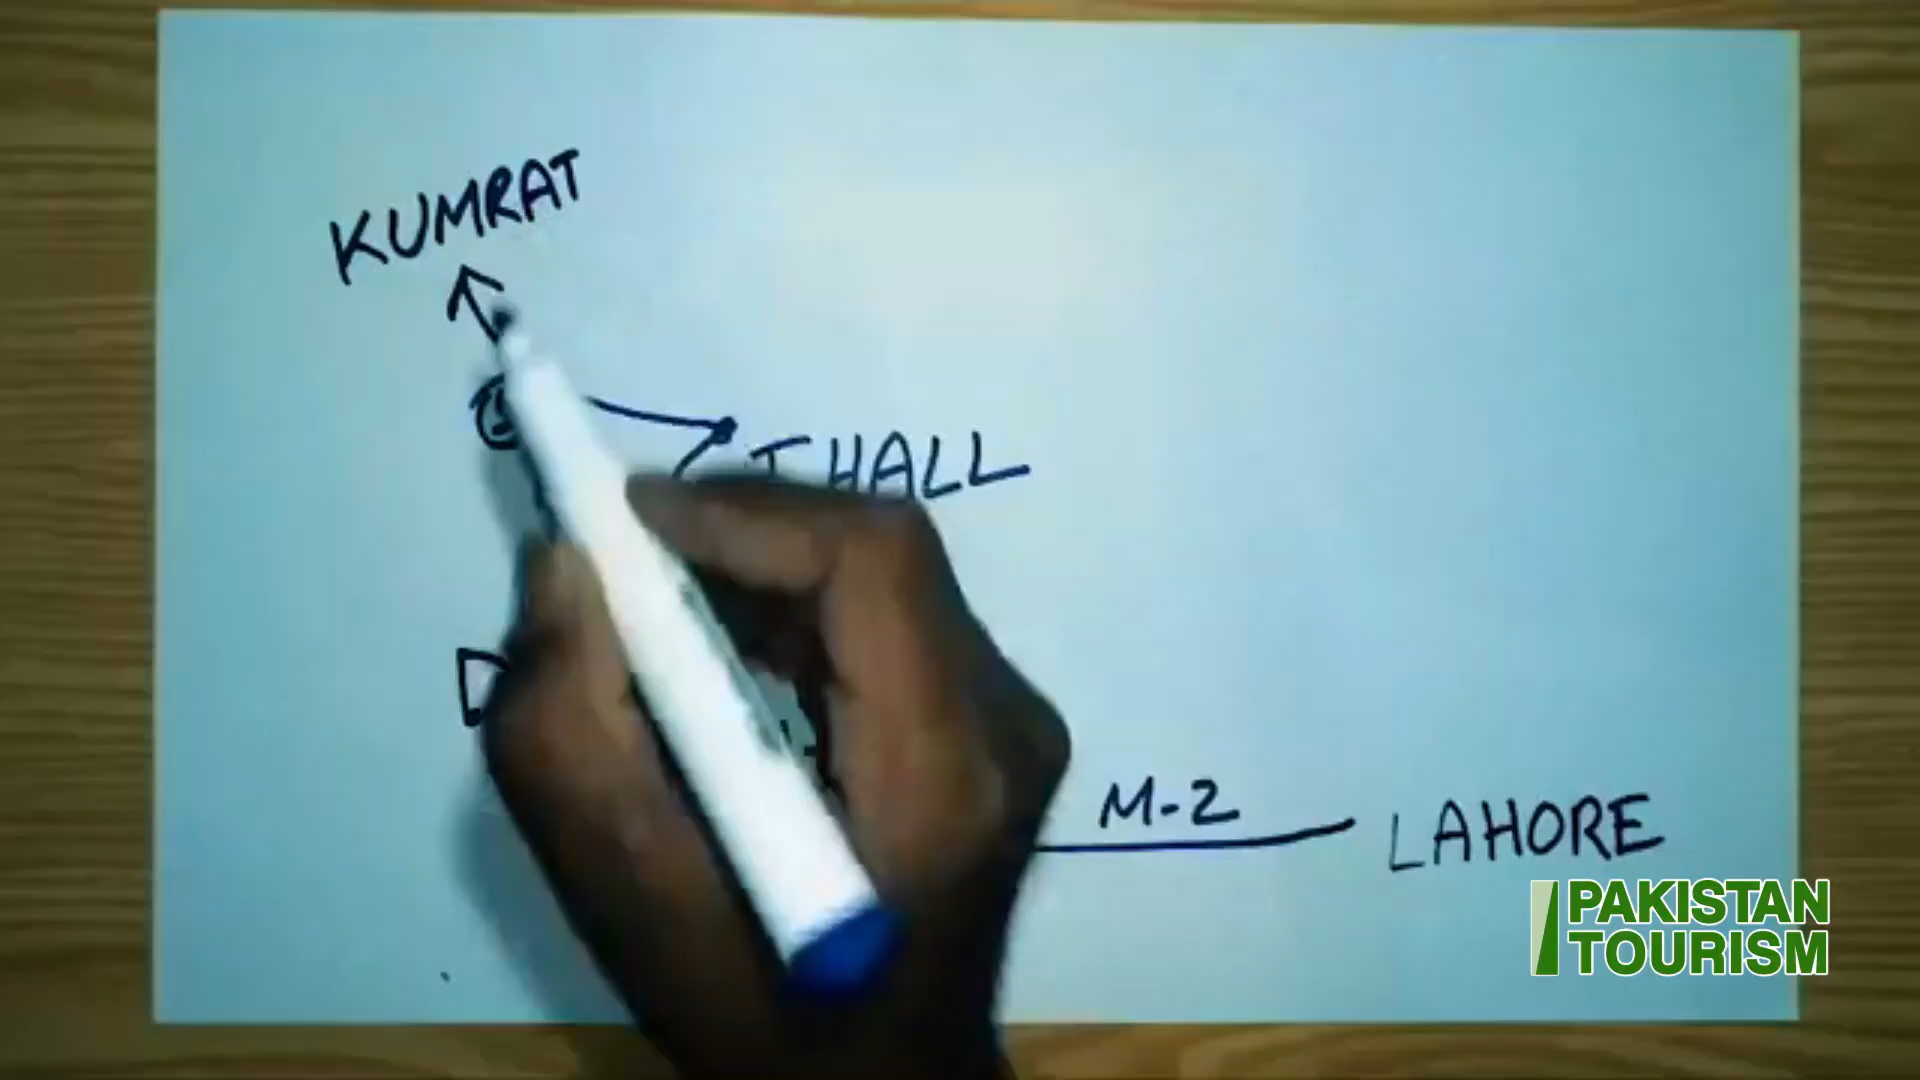 KUMRAT
THALL
M-2
LAHORE
PAKISTAN
TOURISM